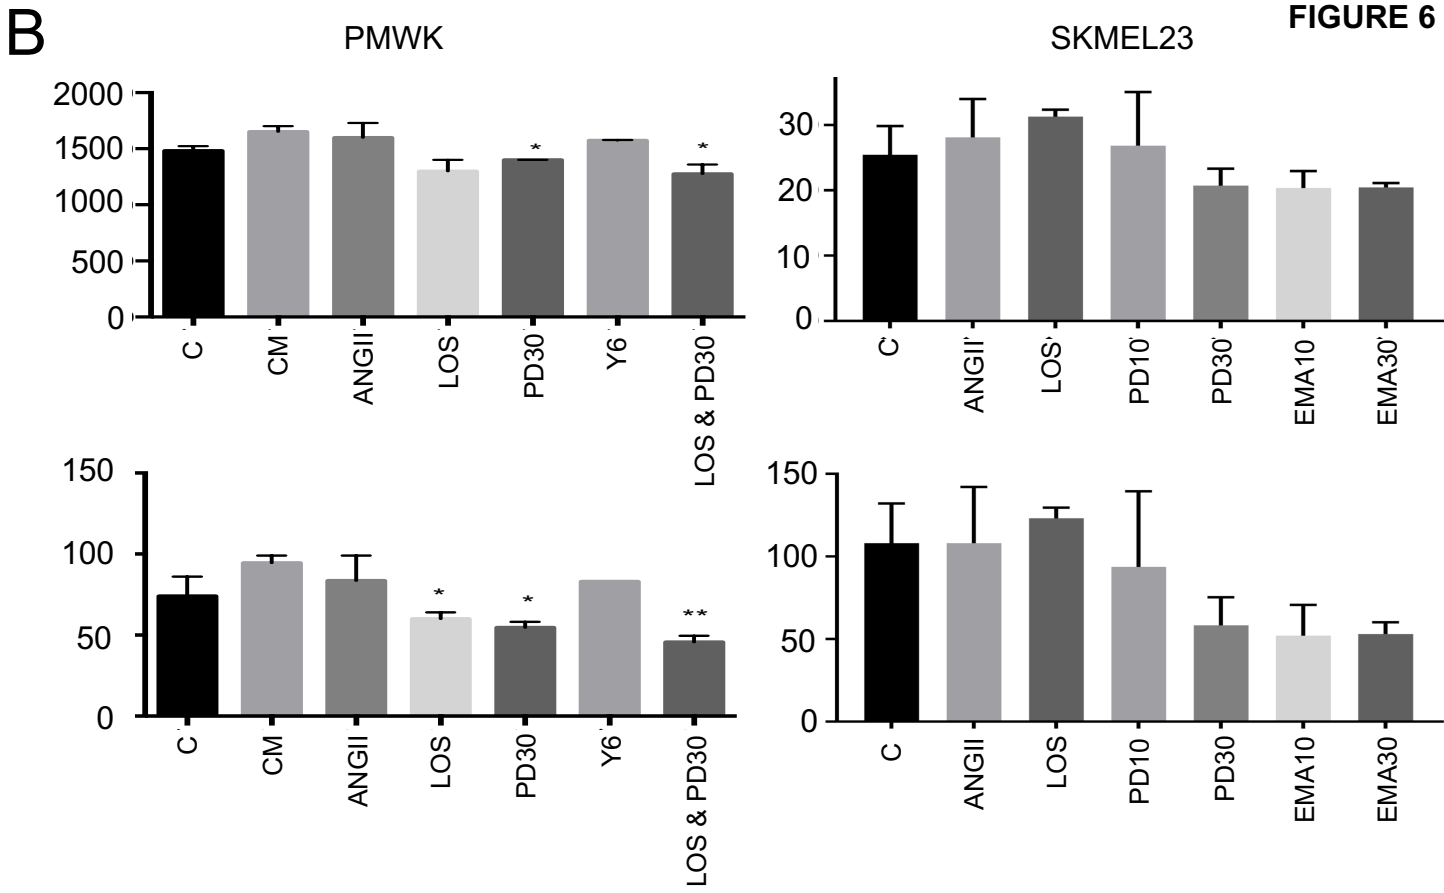 B
FIGURE 6
PMWK
SKMEL23
2000
1500
1000
500
0
C
CM
ANGII
LOS
PD30
Y6
LOS & PD30
*
*
30
20
10
0
C
ANGII
LOS
PD10
PD30
EMA10
EMA30
150
100
50
0
C
CM
ANGII
LOS
PD30
Y6
LOS & PD30
*
*
**
150
100
50
0
C
ANGII
LOS
PD10
PD30
EMA10
EMA30